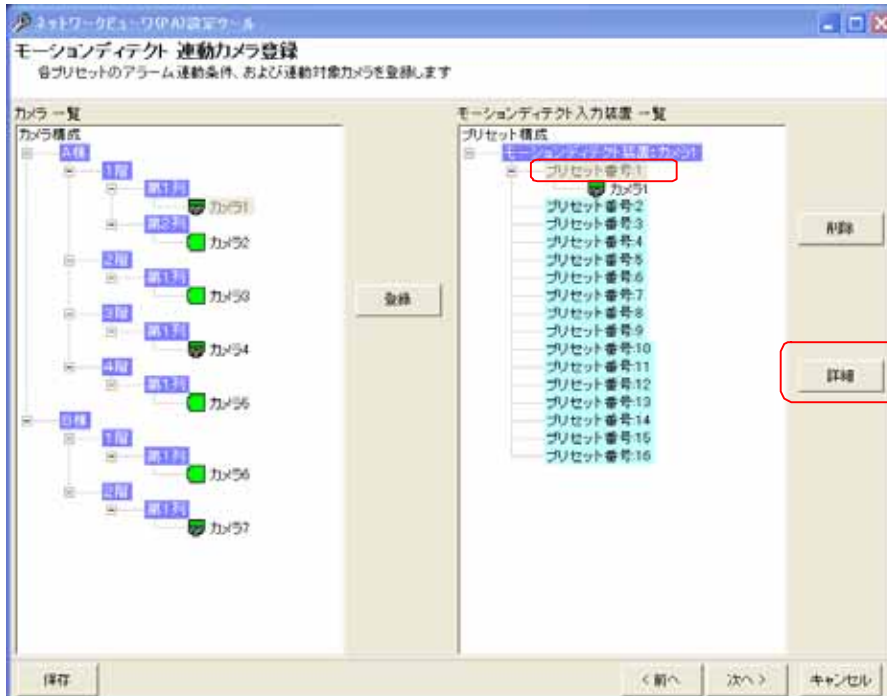 ネットワークビューワ(PA)設定ツール
モーションディテクト 連動カメラ登録
各プリセットのアラーム連動条件、および連動対象カメラを登録します
カメラ 一覧
カメラ構成
A棟
1階
第1列
カメラ1
第2列
カメラ2
2階
第1列
カメラ3
3階
第1列
カメラ4
4階
第1列
カメラ5
B棟
1階
第1列
カメラ6
2階
第1列
カメラ7
登録
モーションディテクト入力装置 一覧
プリセット構成
モーションディテクト装置:カメラ1
プリセット番号:1
カメラ1
プリセット番号:2
プリセット番号:3
プリセット番号:4
プリセット番号:5
プリセット番号:6
プリセット番号:7
プリセット番号:8
プリセット番号:9
プリセット番号:10
プリセット番号:11
プリセット番号:12
プリセット番号:13
プリセット番号:14
プリセット番号:15
プリセット番号:16
削除
詳細
保存
< 前へ
次へ >
キャンセル